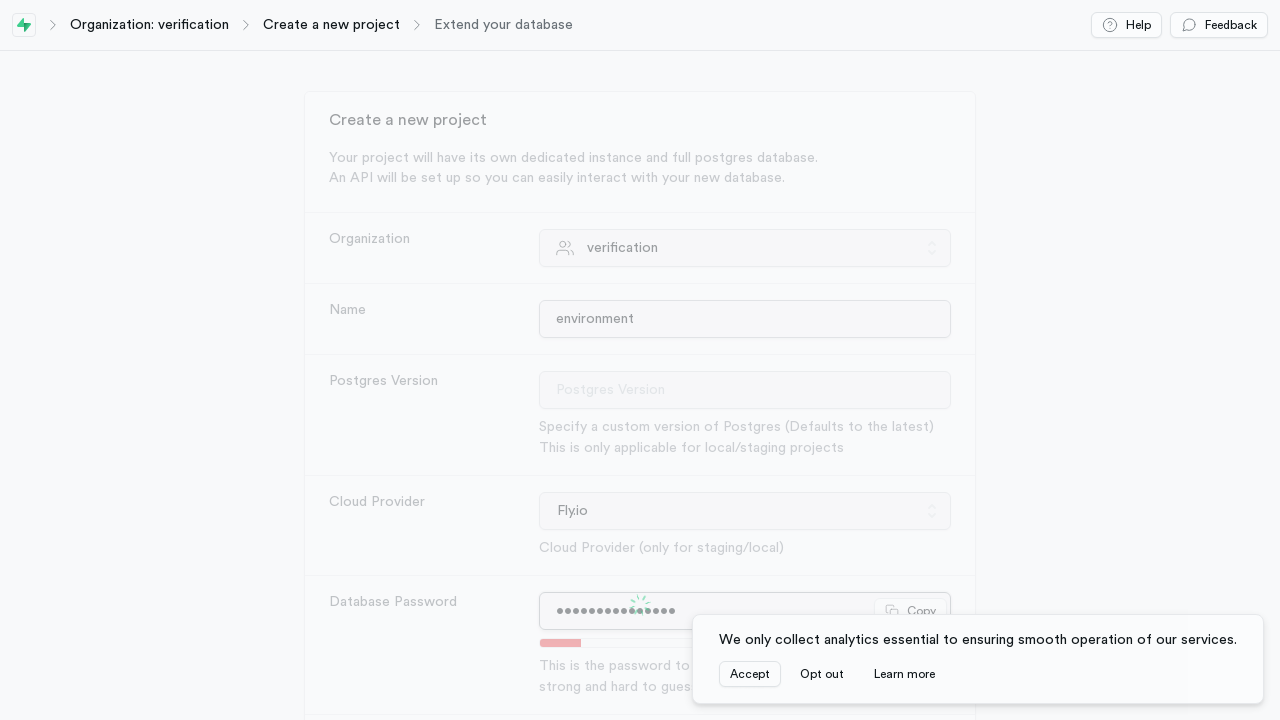 Organization: verification
Create a new project
Extend your database
Help
Feedback
Create a new project
Your project will have its own dedicated instance and full postgres database.
An API will be set up so you can easily interact with your new database.
Organization
verification
Name
environment
Postgres Version
Postgres Version
Specify a custom version of Postgres (Defaults to the latest)
This is only applicable for local/staging projects
Cloud Provider
Fly.io
Cloud Provider (only for staging/local)
Database Password
•••••••••••••••
Copy
This is the password to
strong and hard to gues
We only collect analytics essential to ensuring smooth operation of our services.
Accept
Opt out
Learn more